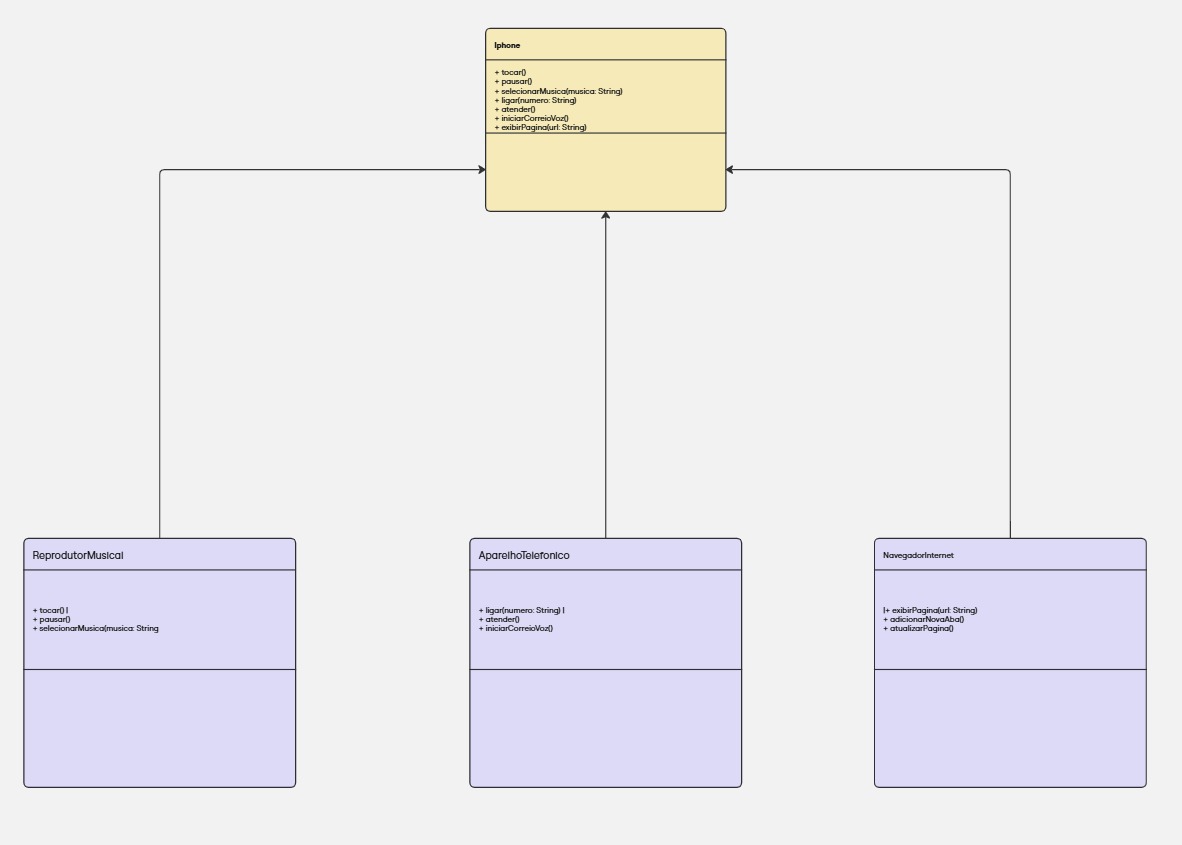 Iphone
+ tocar()
+ pausar()
+ selecionarMusica(musica: String)
+ ligar(numero: String)
+ atender()
+ iniciarCorreioVoz()
+ exibirPagina(url: String)
ReprodutorMusical
+ tocar() |
+ pausar()
+ selecionarMusica(musica: String
AparelhoTelefonico
+ ligar(numero: String) |
+ atender()
+ iniciarCorreioVoz()
NavegadorInternet
|+ exibirPagina(url: String)
+ adicionarNovaAba()
+ atualizarPagina()